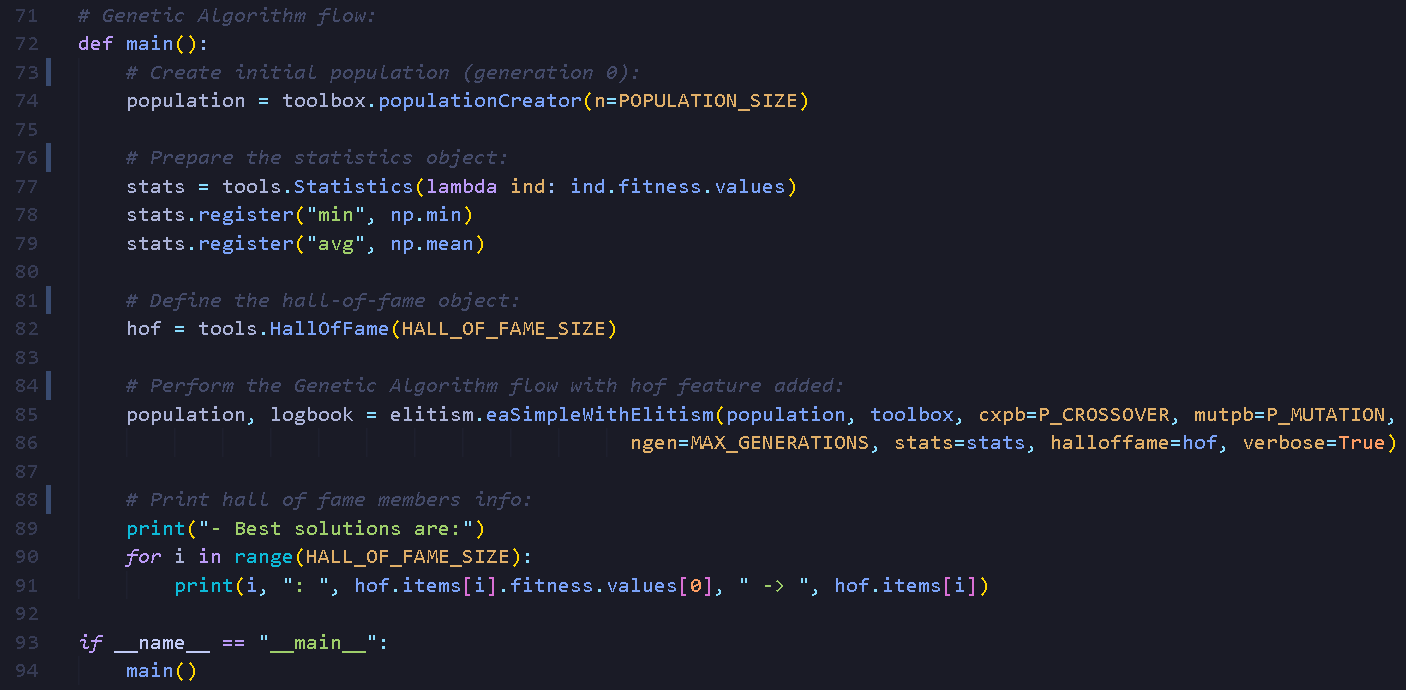 71 # Genetic Algorithm flow:
72 def main():
73     # Create initial population (generation 0):
74     population = toolbox.populationCreator(n=POPULATION_SIZE)
75
76     # Prepare the statistics object:
77     stats = tools.Statistics(lambda ind: ind.fitness.values)
78     stats.register("min", np.min)
79     stats.register("avg", np.mean)
80
81     # Define the hall-of-fame object:
82     hof = tools.HallOfFame(HALL_OF_FAME_SIZE)
83
84     # Perform the Genetic Algorithm flow with hof feature added:
85     population, logbook = elitism.eaSimpleWithElitism(population, toolbox, cxpb=P_CROSSOVER, mutpb=P_MUTATION,
86                                               ngen=MAX_GENERATIONS, stats=stats, halloffame=hof, verbose=True)
87
88     # Print hall of fame members info:
89     print("- Best solutions are:")
90     for i in range(HALL_OF_FAME_SIZE):
91         print(i, ": ", hof.items[i].fitness.values[0], " -> ", hof.items[i])
92
93 if __name__ == "__main__":
94     main()